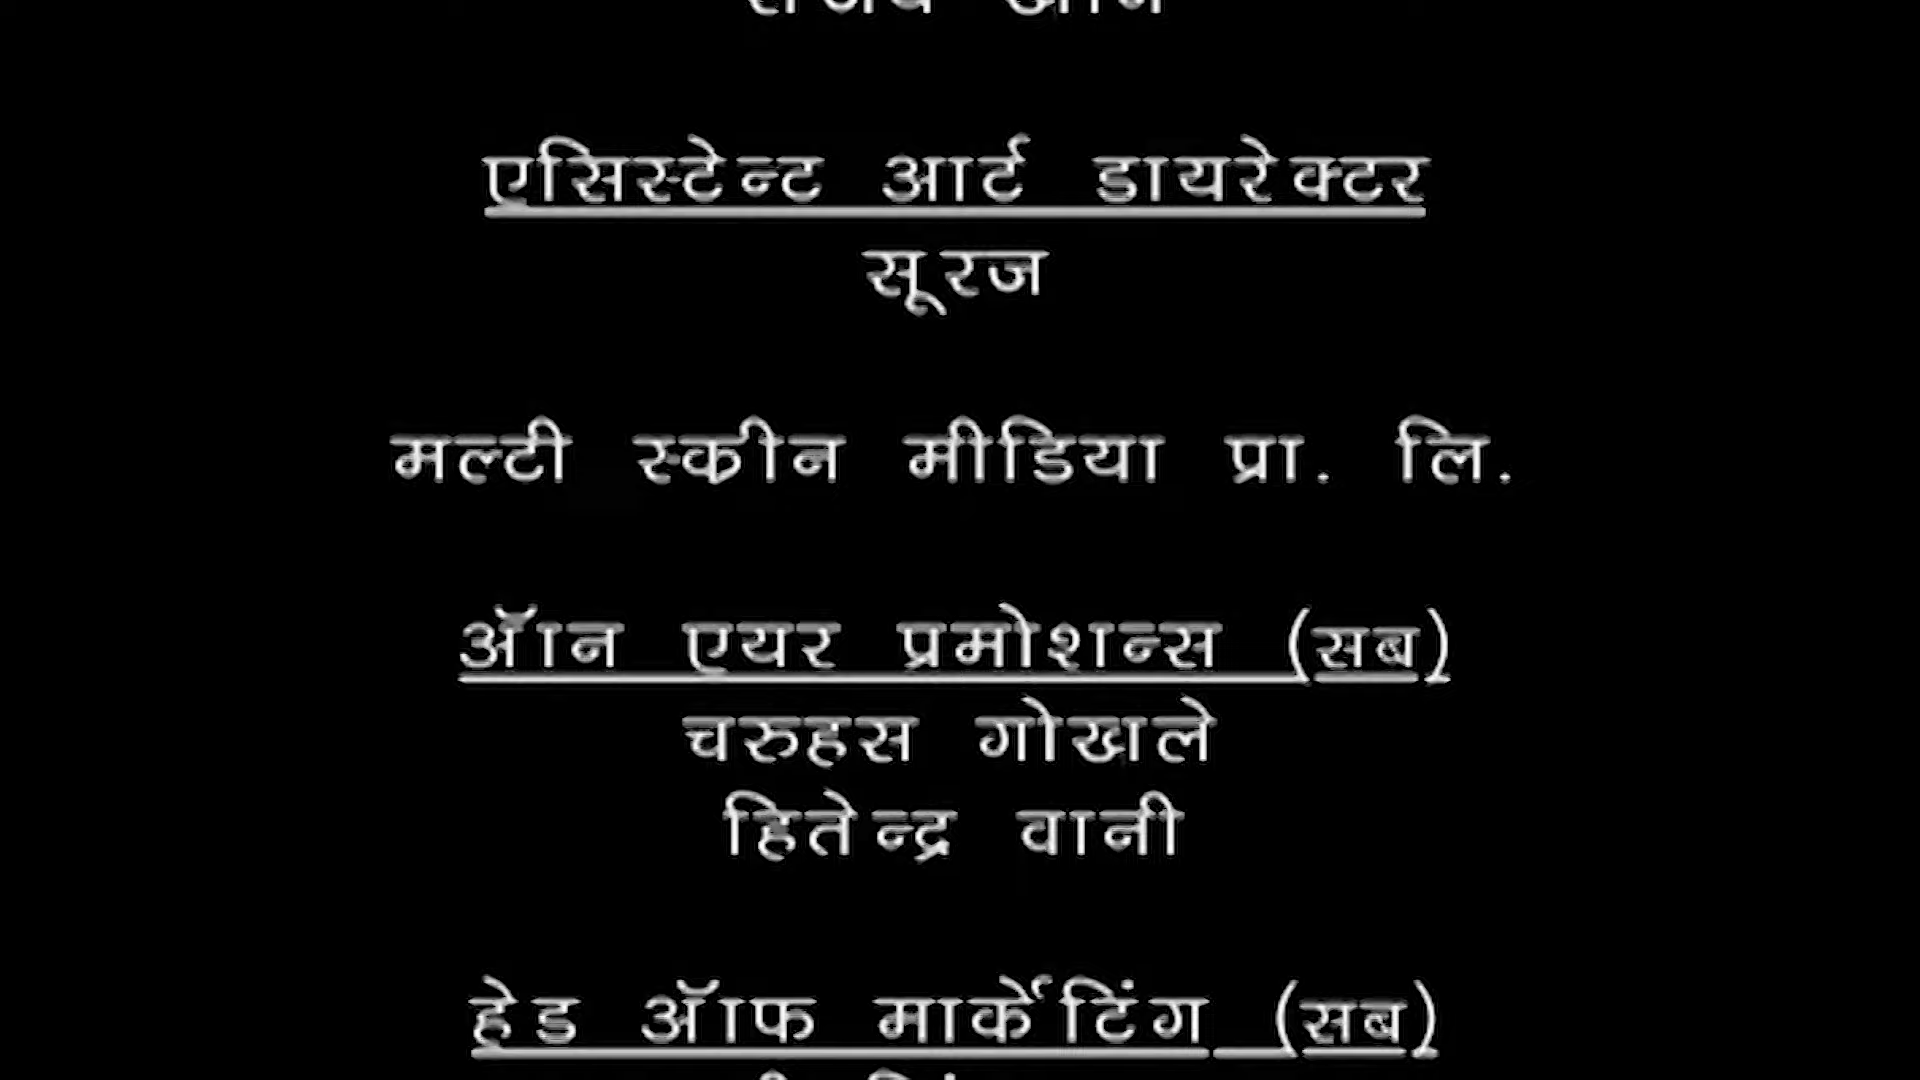 एसिस्टेन्ट आर्ट डायरेक्टर
सूरज
मल्टी स्क्रीन मीडिया प्रा. लि.
ऑन एयर प्रमोशन्स (सब)
चरुहस गोखले
हितेन्द्र वानी
हेड ऑफ मार्केटिंग (सब)